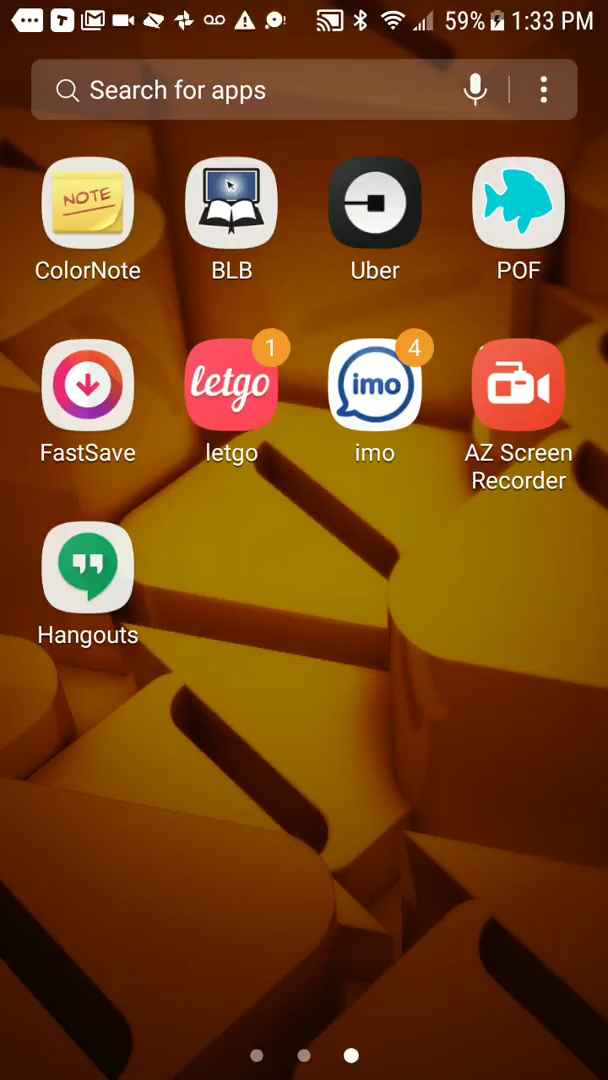 59% 1:33 PM
Search for apps
NOTE
ColorNote
BLB
Uber
POF
letgo
1
imo
4
FastSave
letgo
imo
AZ Screen
Recorder
Hangouts